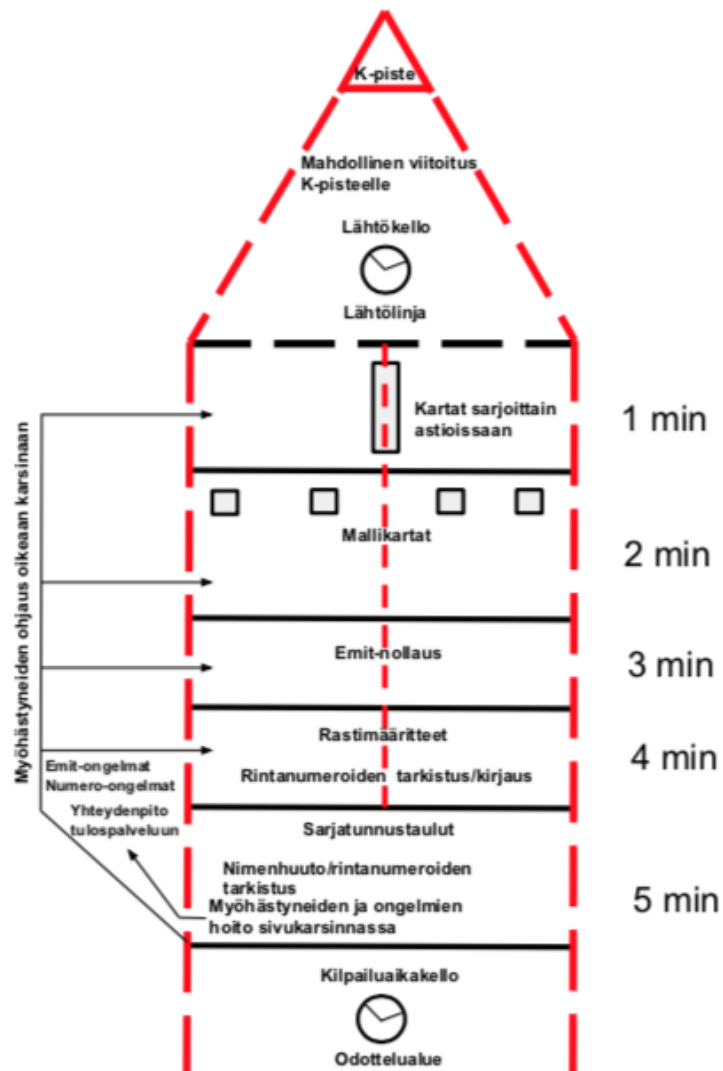 K-piste
Mahdollinen viitoitus
K-pisteelle
Lähtökello
Lähtölinja
Kartat sarjoittain
astioissaan
1 min
Mallikartat
2 min
Emit-nollaus
3 min
Rastimääritteet
Rintanumeroiden tarkistus/kirjaus
4 min
Myöhästyneiden ohjaus oikeaan karsinaan
Emit-ongelmat
Numero-ongelmat
Yhteydenpito
tulospalveluun
Sarjatunnustaulut
Nimenhuuto/rintanumeroiden
tarkistus
Myöhästyneiden ja ongelmien
hoito sivukarsinnassa
5 min
Kilpailuaikakello
Odottelualue